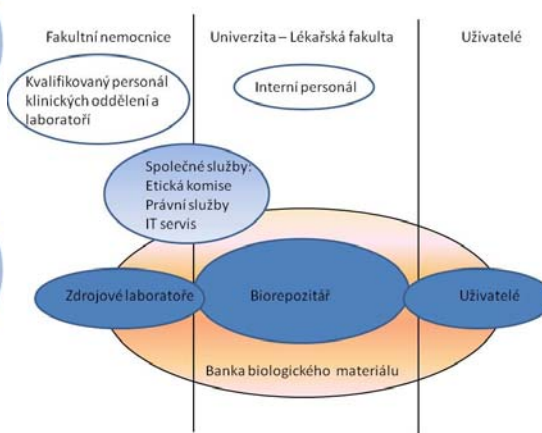 Fakultní nemocnice
Univerzita – Lékařská fakulta
Uživatelé
Kvalifikovaný personál
klinických oddělení a
laboratoří
Interní personál
Společné služby:
Etická komise
Právní služby
IT servis
Zdrojové laboratoře
Biorepozitář
Uživatelé
Banka biologického materiálu